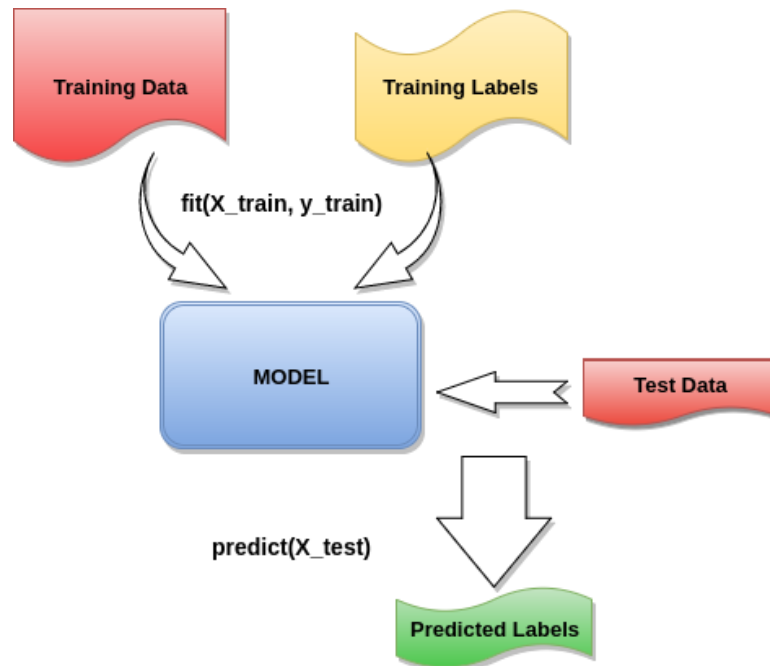 Training Data
Training Labels
fit(X_train, y_train)
MODEL
Test Data
predict(X_test)
Predicted Labels